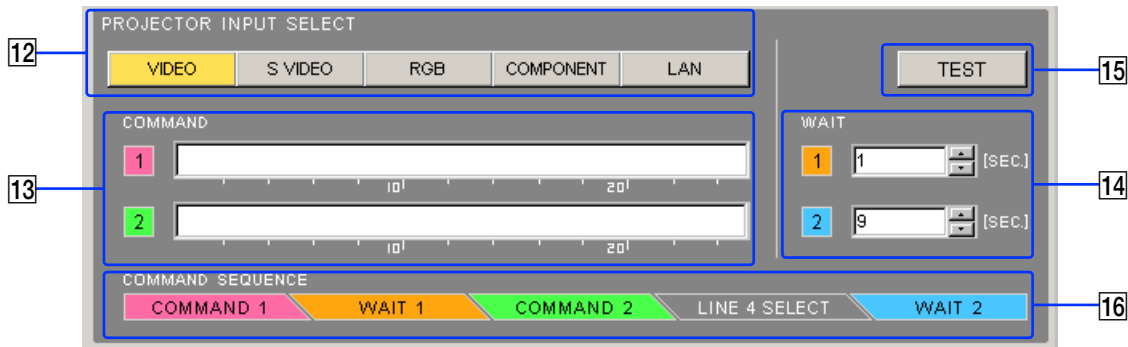 PROJECTOR INPUT SELECT
12
VIDEO S VIDEO RGB COMPONENT LAN
TEST
15
COMMAND
WAIT
1
1 1 [SEC.]
10 20
13
14
2
2 9 [SEC.]
10 20
COMMAND SEQUENCE
COMMAND 1 WAIT 1 COMMAND 2 LINE 4 SELECT WAIT 2
16